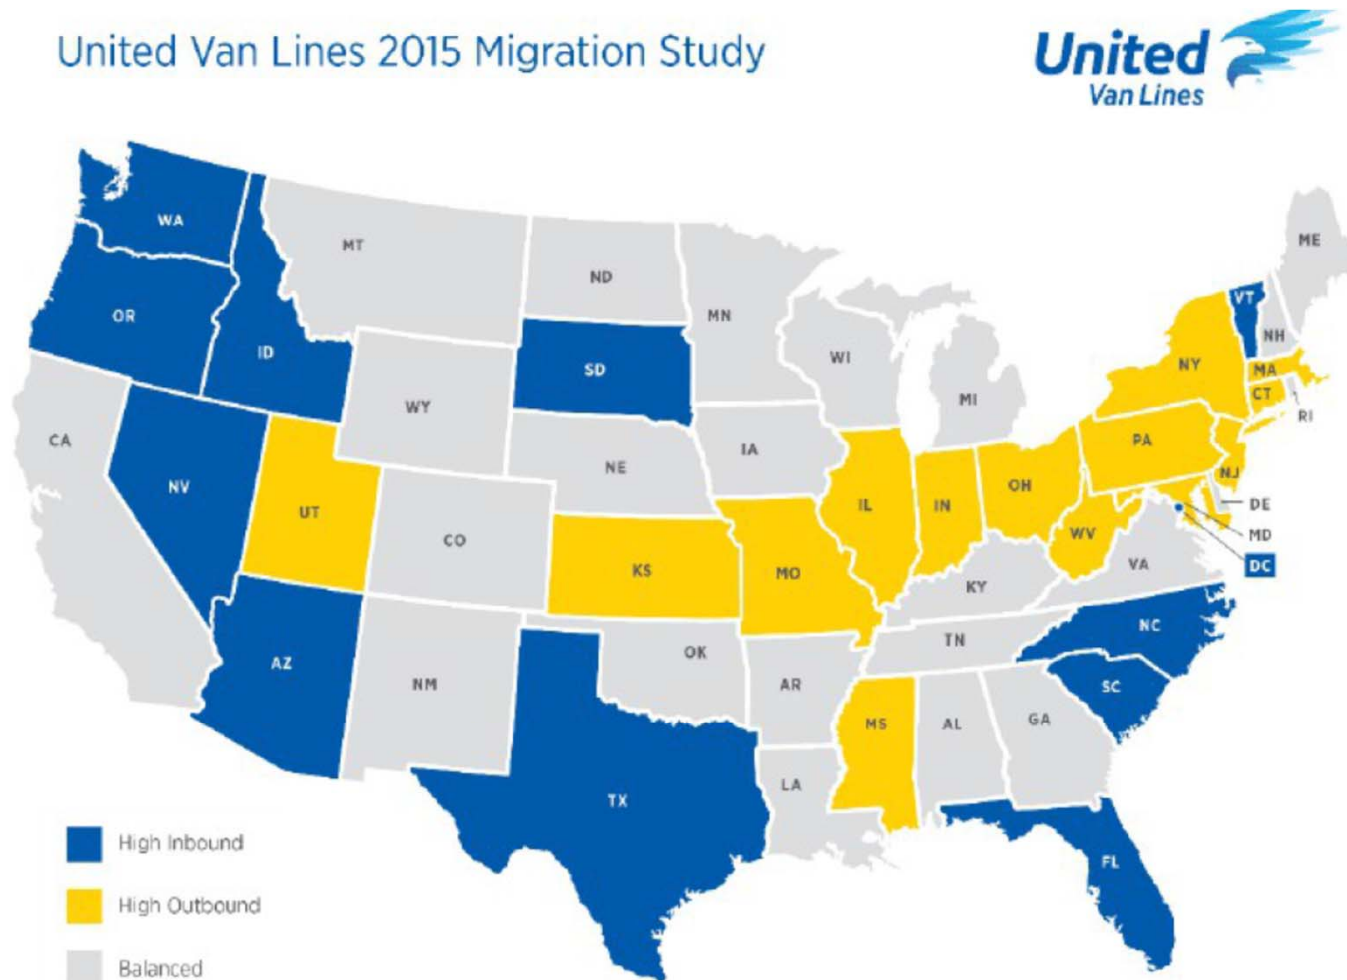 United Van Lines 2015 Migration Study
United
Van Lines
WA
MT
ND
MN
ME
OR
ID
SD
WI
MI
VT
NH
NY
MA
CT
RI
WY
CA
NV
UT
NE
IA
PA
NJ
IL
IN
OH
DE
MD
DC
WV
VA
CO
KS
MO
KY
NC
TN
AZ
NM
OK
AR
SC
MS
AL
GA
TX
LA
FL
High Inbound
High Outbound
Balanced